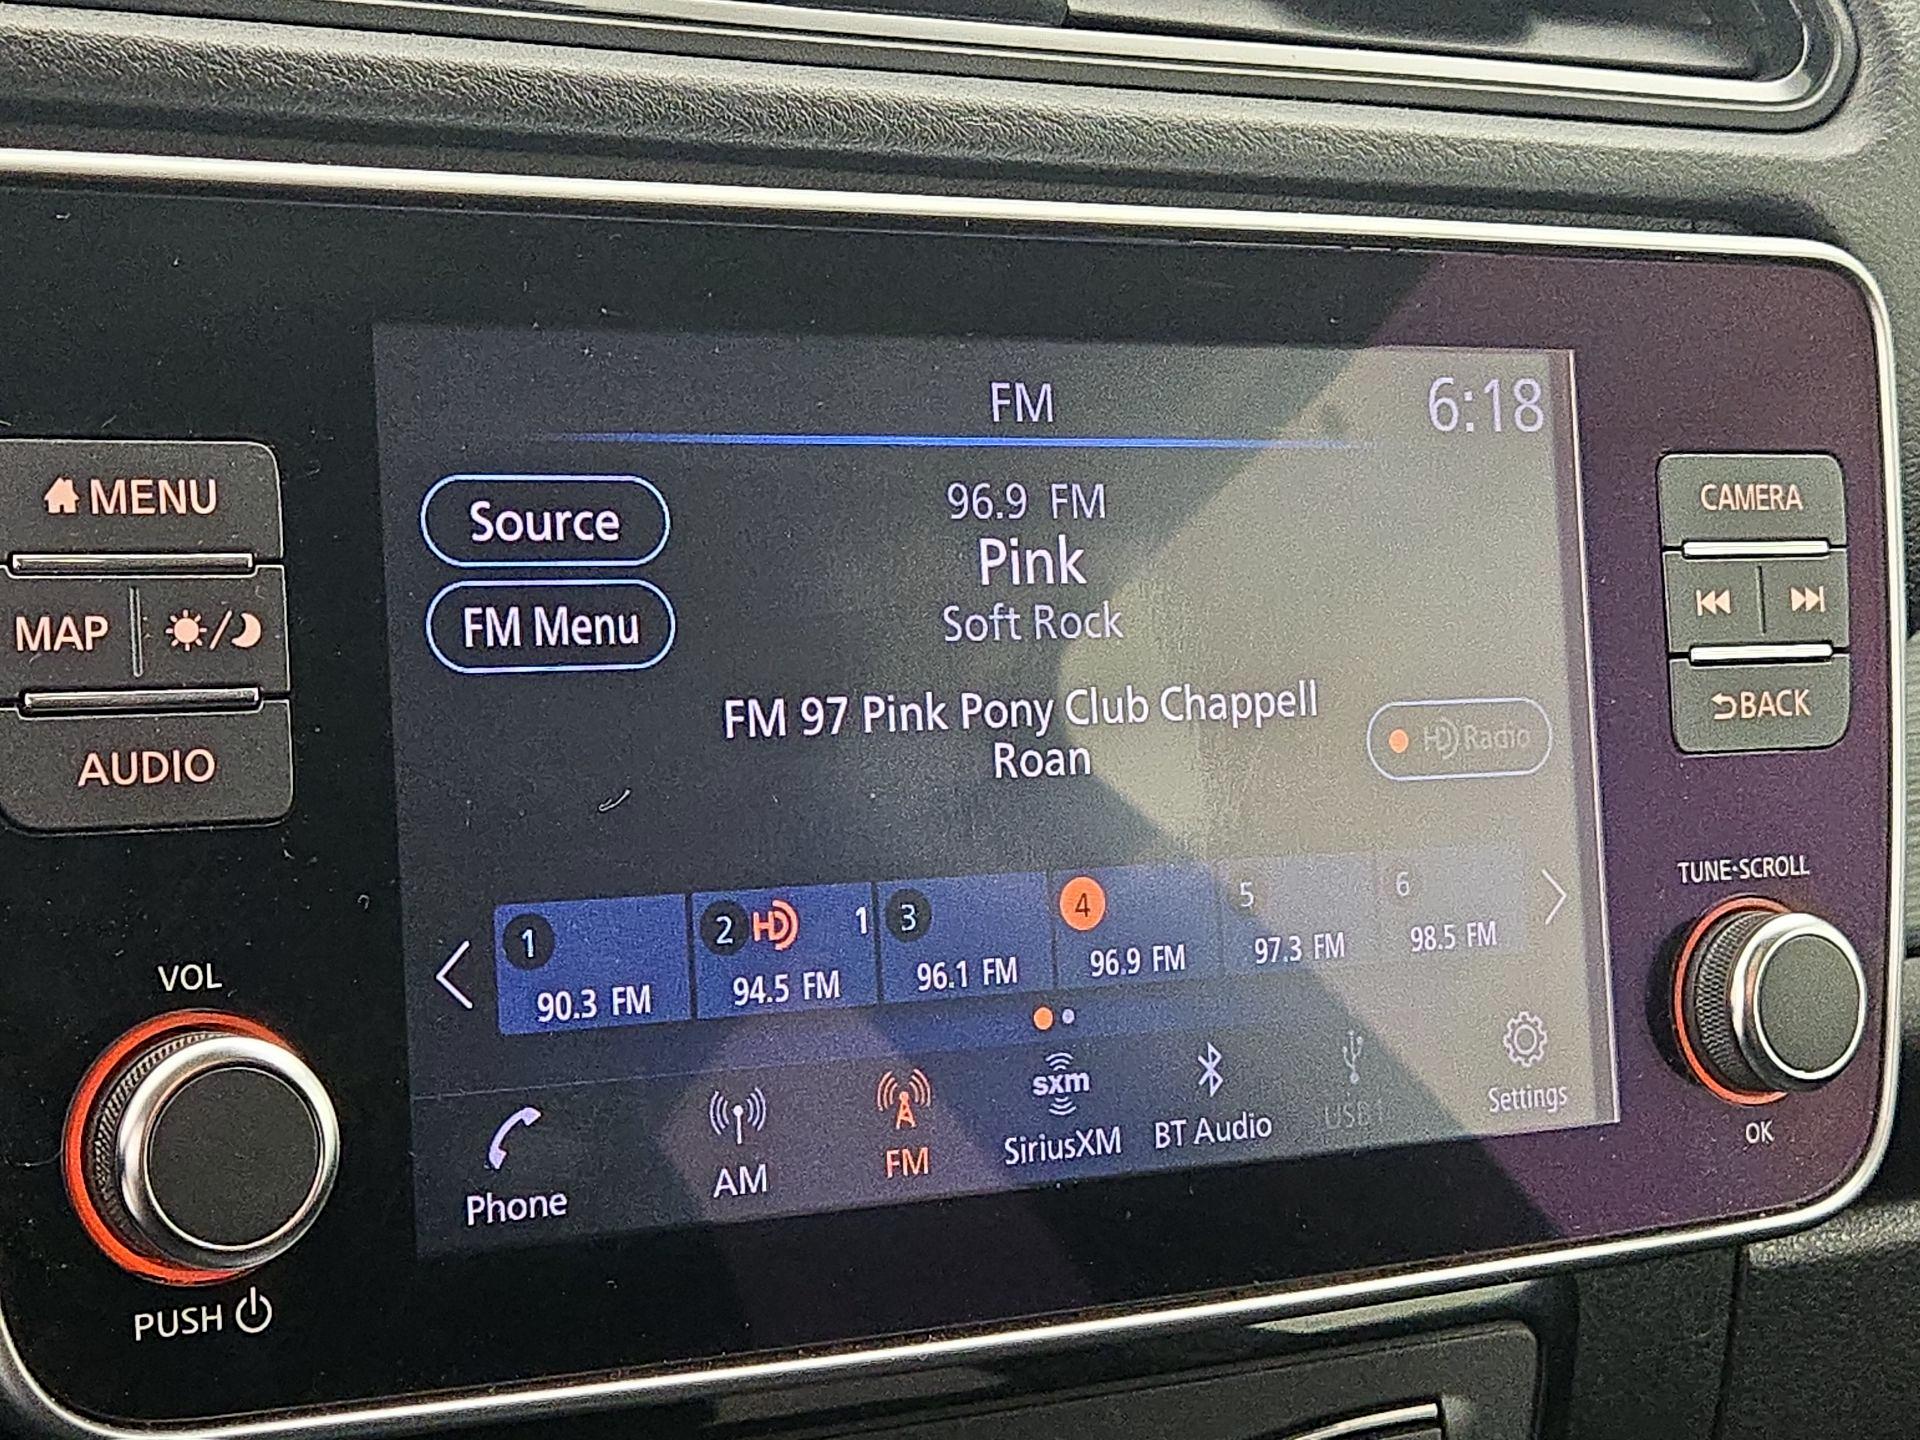 FM
6:18
MENU
Source
96.9 FM
CAMERA
Pink
FM Menu
Soft Rock
MAP
/
FM 97 Pink Pony Club Chappell
Roan
HD Radio
BACK
AUDIO
TUNE·SCROLL
1
2 HD 1
3
4
5
6
90.3 FM
94.5 FM
96.1 FM
96.9 FM
97.3 FM
98.5 FM
VOL
Phone
AM
FM
sxm
SiriusXM
BT Audio
USB1
Settings
OK
PUSH